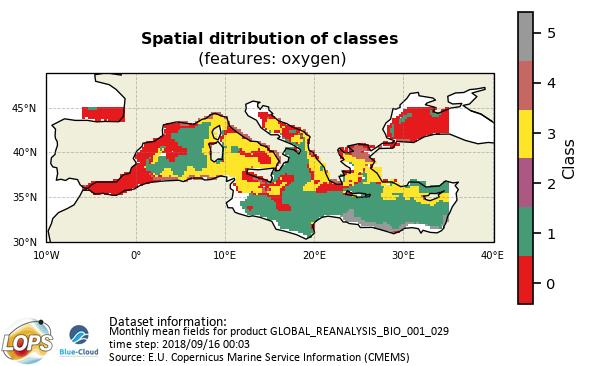 Spatial ditribution of classes
(features: oxygen)
45°N
40°N
35°N
30°N
10°W 0° 10°E 20°E 30°E 40°E
5
4
3
2
1
0
Class
LOPS
Blue-Cloud
Dataset information:
Monthly mean fields for product GLOBAL_REANALYSIS_BIO_001_029
time step: 2018/09/16 00:03
Source: E.U. Copernicus Marine Service Information (CMEMS)